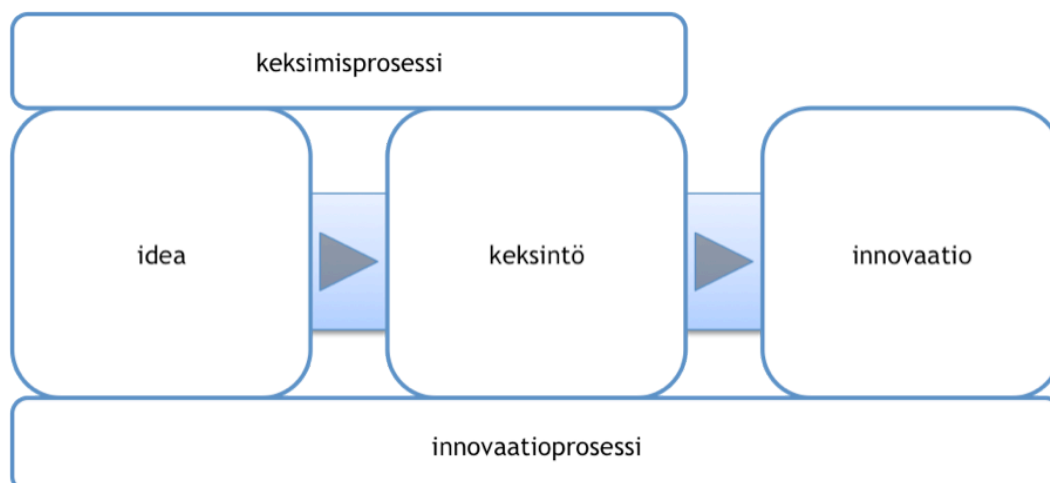 keksimisprosessi
idea
keksintö
innovaatio
innovaatioprosessi